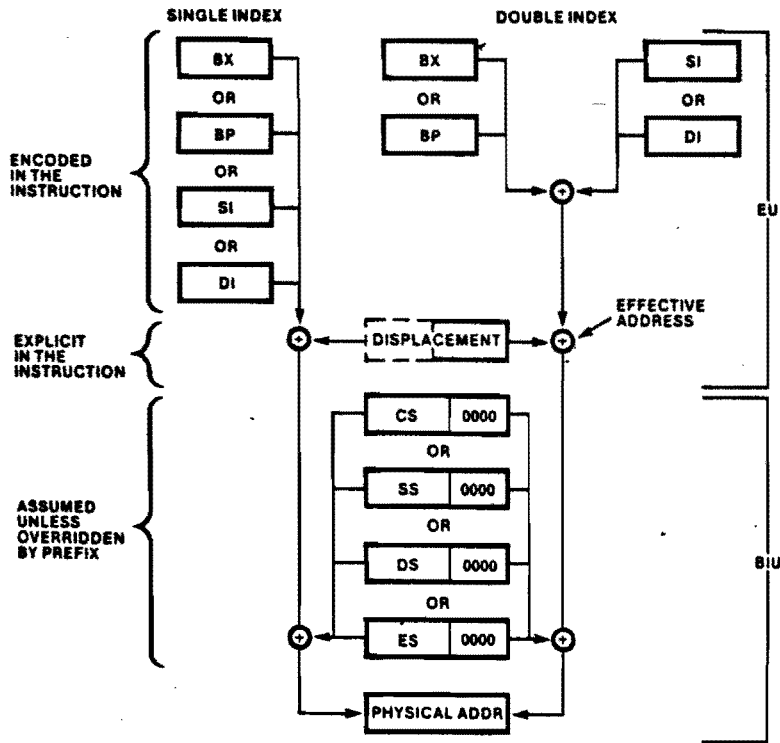 SINGLE INDEX
DOUBLE INDEX
BX
BX
SI
OR
OR
OR
BP
BP
DI
ENCODED
IN THE
INSTRUCTION
OR
SI
OR
DI
EU
EFFECTIVE
ADDRESS
EXPLICIT
IN THE
INSTRUCTION
DISPLACEMENT
CS 0000
OR
SS 0000
OR
DS 0000
OR
ES 0000
ASSUMED
UNLESS
OVERRIDDEN
BY PREFIX
BIU
PHYSICAL ADDR